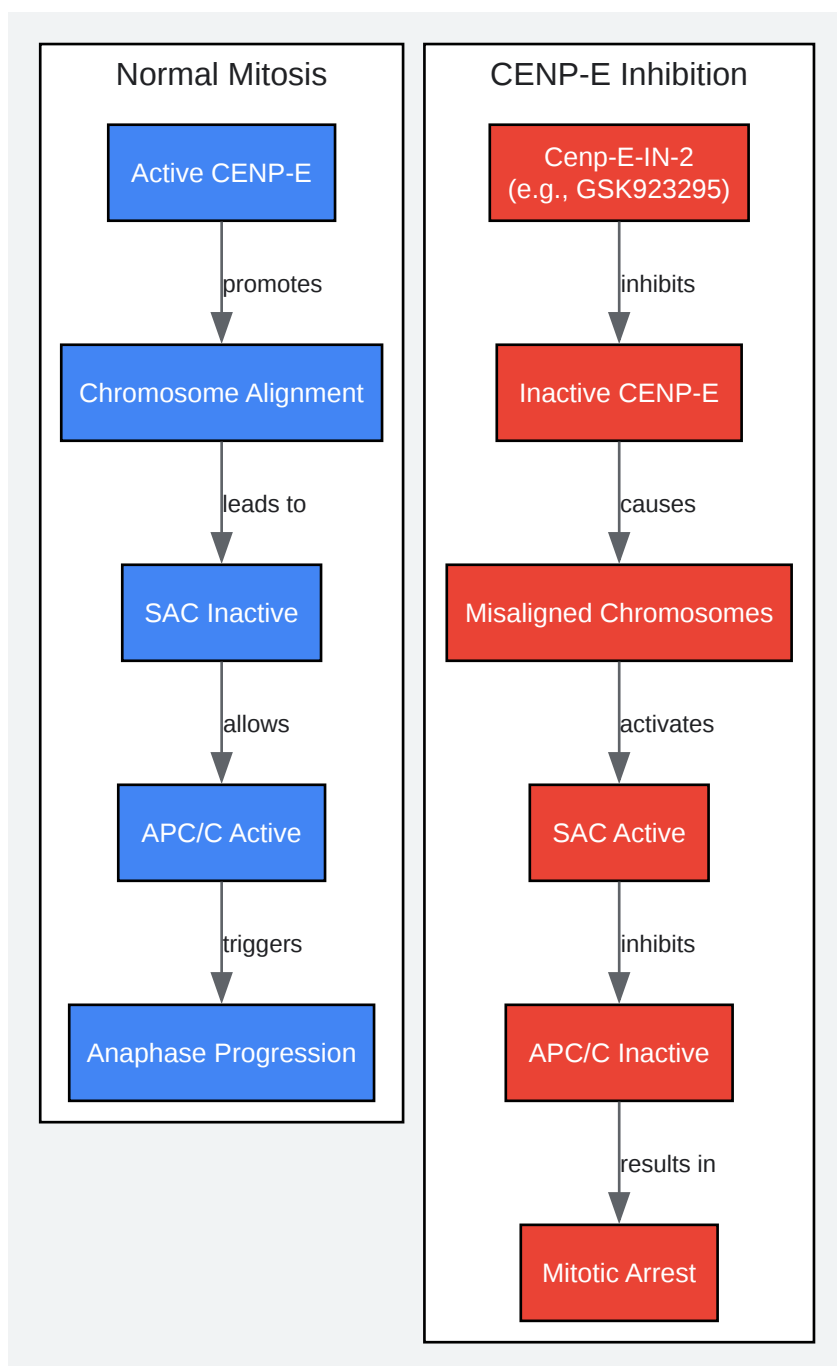 Normal Mitosis
Active CENP-E
promotes
Chromosome Alignment
leads to
SAC Inactive
allows
APC/C Active
triggers
Anaphase Progression
CENP-E Inhibition
Cenp-E-IN-2
(e.g., GSK923295)
inhibits
Inactive CENP-E
causes
Misaligned Chromosomes
activates
SAC Active
inhibits
APC/C Inactive
results in
Mitotic Arrest